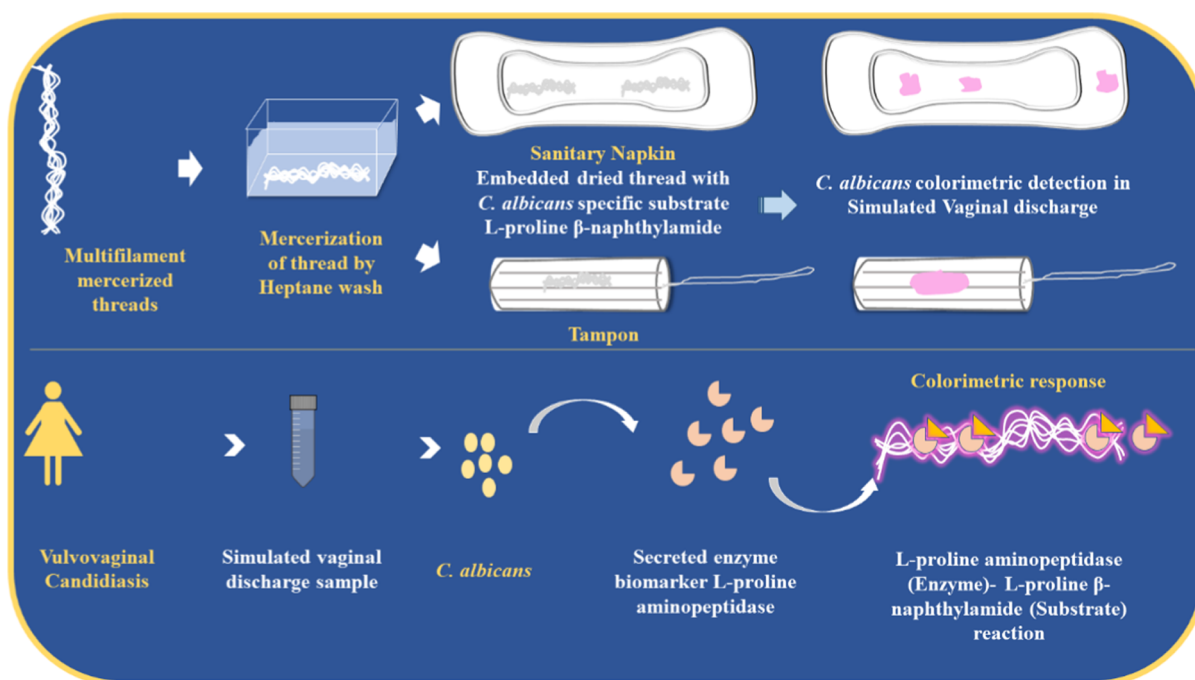 Multifilament
mercerized
threads
Mercerization
of thread by
Heptane wash
Sanitary Napkin
Embedded dried thread with
C. albicans specific substrate
L-proline β-naphthylamide
Tampon
C. albicans colorimetric detection in
Simulated Vaginal discharge
Vulvovaginal
Candidiasis
Simulated vaginal
discharge sample
C. albicans
Secreted enzyme
biomarker L-proline
aminopeptidase
Colorimetric response
L-proline aminopeptidase
(Enzyme)- L-proline β-
naphthylamide (Substrate)
reaction